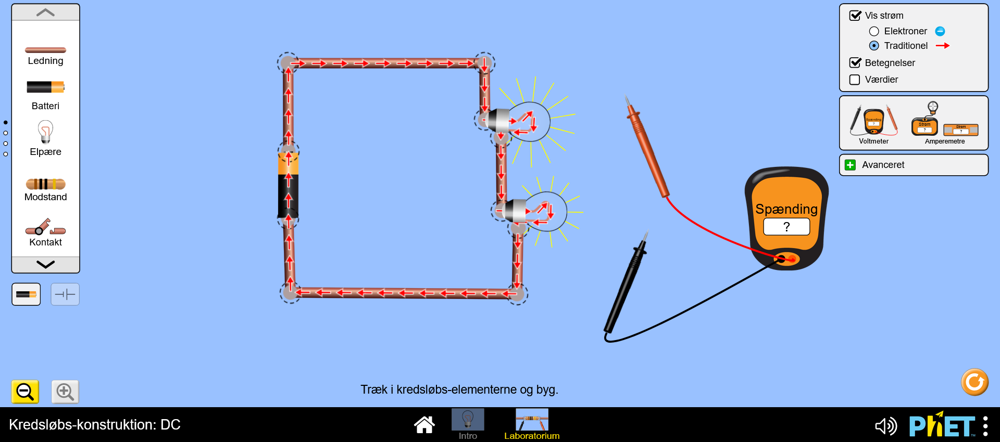 Ledning
Batteri
Elpære
Modstand
Kontakt
Vis strøm
Elektroner
Traditionel
Betegnelser
Værdier
Spænding
?
Voltmeter
Strøm
?
Strøm
?
Amperemetre
Avanceret
Spænding
?
Træk i kredsløbs-elementerne og byg.
Kredsløbs-konstruktion: DC
Intro
Laboratorium
PhET
TM